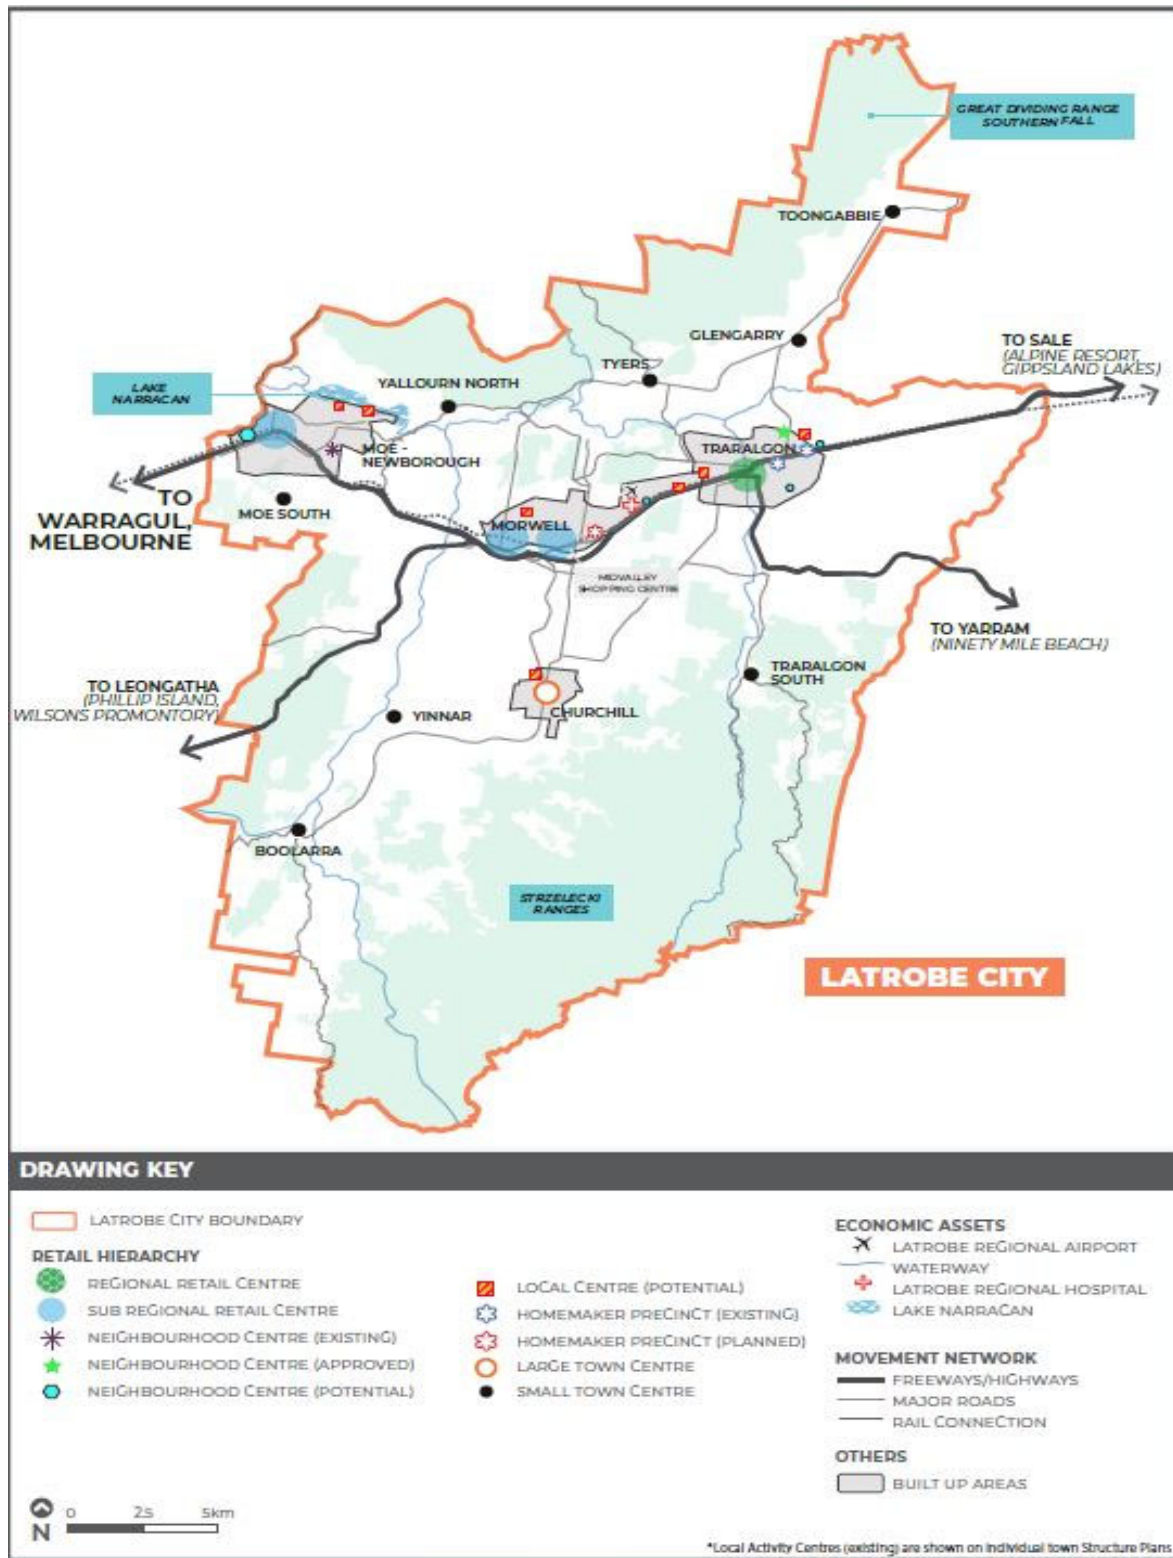 GREAT DIVIDING RANGE
SOUTHERN FALL
TOONGABBIE
GLENGARRY
TO SALE
(ALPINE RESORT,
GIPPSLAND LAKES)
TYERS
LAKE
NARRACAN
YALLOURN NORTH
TRARALGON
MOE -
NEWBOROUGH
TO
WARRAGUL,
MELBOURNE
MOE SOUTH
MORWELL
MIDVALLEY
SHOPPING CENTRE
TO YARRAM
(NINETY MILE BEACH)
TO LEONGATHA
(PHILLIP ISLAND,
WILSONS PROMONTORY)
TRARALGON
SOUTH
YINNAR
CHURCHILL
BOOLARRA
STRZELECKI
RANGES
LATROBE CITY
DRAWING KEY
LATROBE CITY BOUNDARY
RETAIL HIERARCHY
REGIONAL RETAIL CENTRE
SUB REGIONAL RETAIL CENTRE
NEIGHBOURHOOD CENTRE (EXISTING)
NEIGHBOURHOOD CENTRE (APPROVED)
NEIGHBOURHOOD CENTRE (POTENTIAL)
LOCAL CENTRE (POTENTIAL)
HOMEMAKER PRECINCT (EXISTING)
HOMEMAKER PRECINCT (PLANNED)
LARGE TOWN CENTRE
SMALL TOWN CENTRE
ECONOMIC ASSETS
LATROBE REGIONAL AIRPORT
WATERWAY
LATROBE REGIONAL HOSPITAL
LAKE NARRACAN
MOVEMENT NETWORK
FREEWAYS/HIGHWAYS
MAJOR ROADS
RAIL CONNECTION
OTHERS
BUILT UP AREAS
0 2.5 5km
N
*Local Activity Centres (existing) are shown on individual town Structure Plans